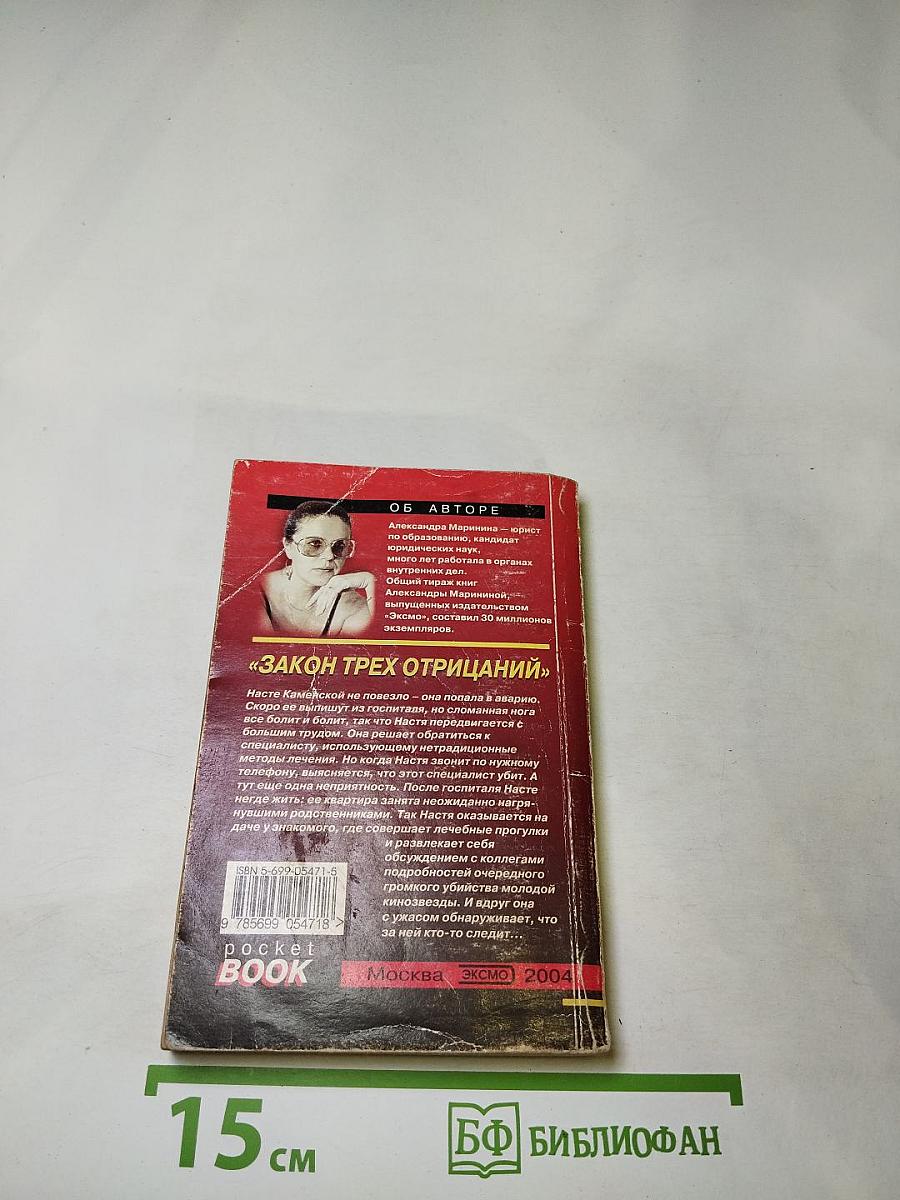 ОБ АВТОРЕ
Александра Маринина — юрист
по образованию, кандидат
юридических наук,
много лет работала в органах
внутренних дел.
Общий тираж книг
Александры Марининой,
выпущенных издательством
«Эксмо», составил 30 миллионов
экземпляров.
«ЗАКОН ТРЕХ ОТРИЦАНИЙ»
Насте Каменской не повезло – она попала в аварию.
Скоро ее выпишут из госпиталя, но сломанная нога
все болит и болит, так что Настя передвигается с
большим трудом. Она решает обратиться к
специалисту, использующему нетрадиционные
методы лечения. Но когда Настя звонит по нужному
телефону, выясняется, что этот специалист убит. А
тут еще одна неприятность. После госпиталя Насте
негде жить: ее квартира занята неожиданно нагря-
нувшими родственниками. Так Настя оказывается на
даче у знакомого, где совершает лечебные прогулки
и развлекает себя
обсуждением с коллегами
подробностей очередного
громкого убийства молодой
кинозвезды. И вдруг она
с ужасом обнаруживает, что
за ней кто-то следит...
ISBN 5-699-05471-6
9 785699 054718 >
pocket
BOOK
Москва ЭКСМО 2004
15 см
БФ БИБЛИОФАН